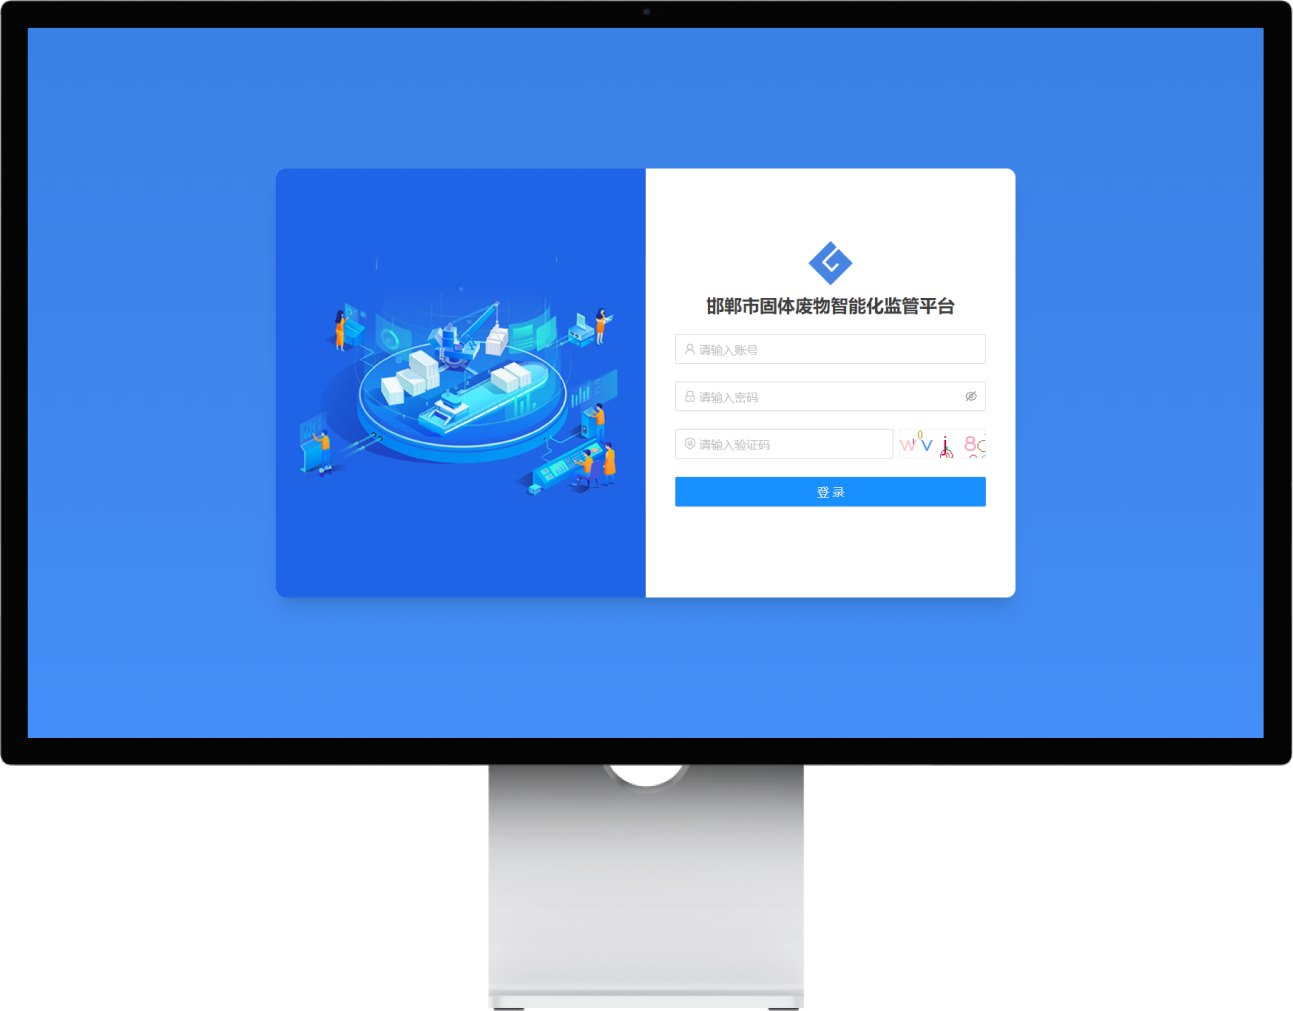 邯郸市固体废物智能化监管平台
请输入账号
请输入密码
请输入验证码
登 录